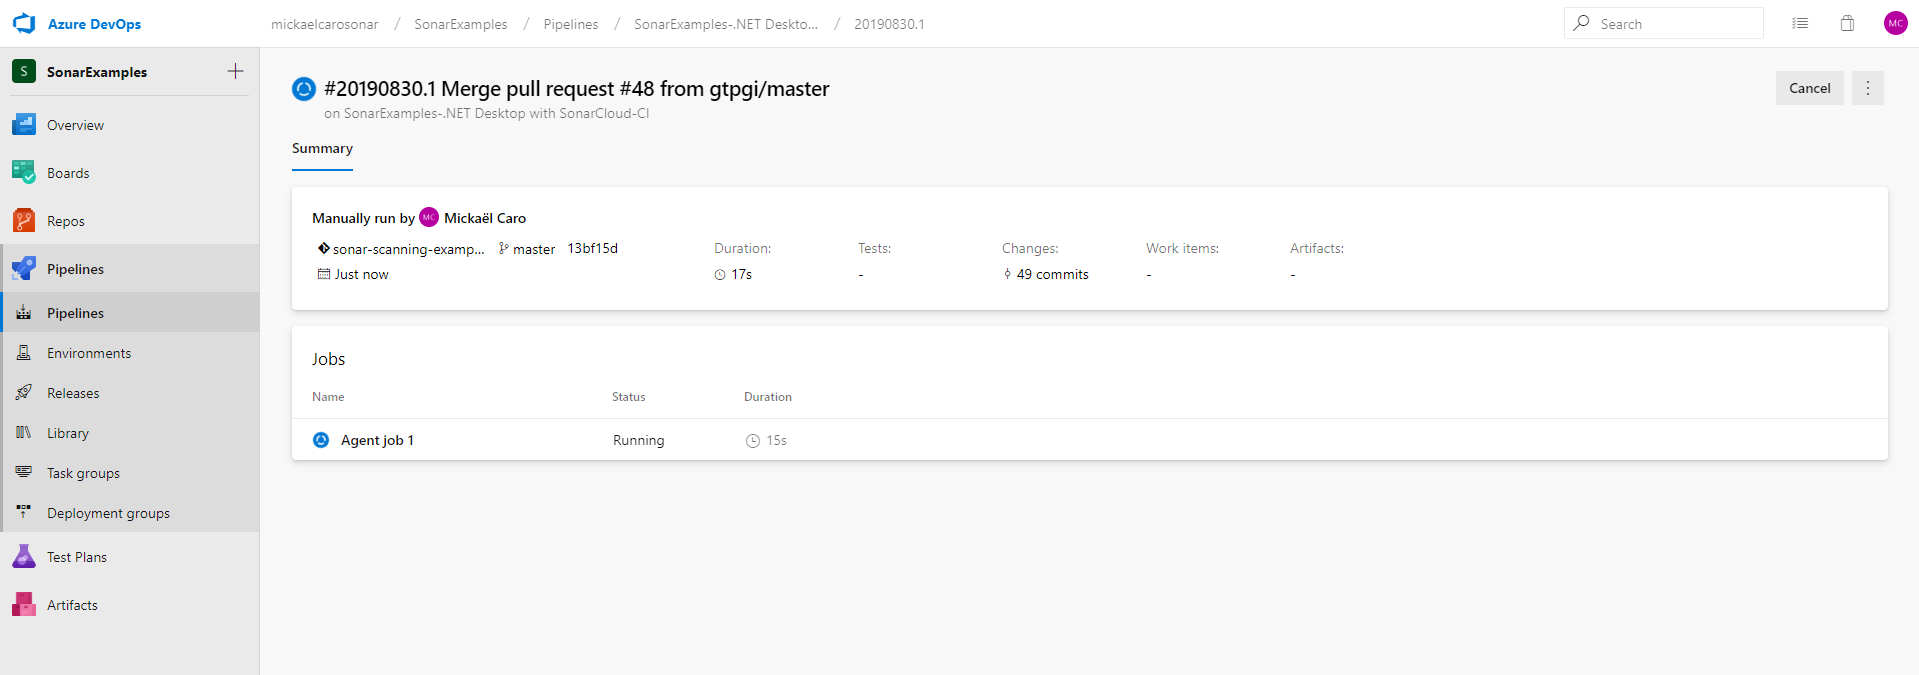 Azure DevOps
mickaelcarosonar / SonarExamples / Pipelines / SonarExamples-.NET Deskto... / 20190830.1
Search
MC
S SonarExamples
Overview
Boards
Repos
Pipelines
Pipelines
Environments
Releases
Library
Task groups
Deployment groups
Test Plans
Artifacts
#20190830.1 Merge pull request #48 from gtpgi/master
on SonarExamples-.NET Desktop with SonarCloud-CI
Cancel
Summary
Manually run by MC Mickaël Caro
sonar-scanning-examp... master 13bf15d
Just now
Duration: Tests: Changes: Work items: Artifacts:
17s - 49 commits - -
Jobs
Name Status Duration
Agent job 1 Running 15s